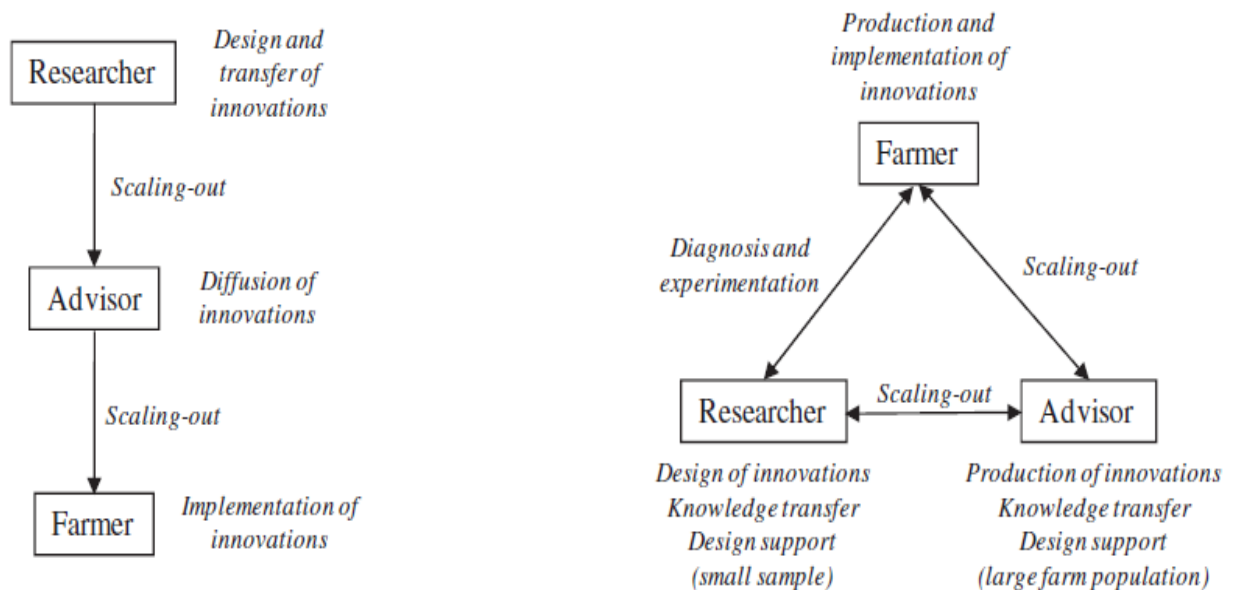 Researcher
Design and
transfer of
innovations
Scaling-out
Advisor
Diffusion of
innovations
Scaling-out
Farmer
Implementation of
innovations
Production and
implementation of
innovations
Farmer
Diagnosis and
experimentation
Scaling-out
Researcher
Scaling-out
Advisor
Design of innovations
Knowledge transfer
Design support
(small sample)
Production of innovations
Knowledge transfer
Design support
(large farm population)